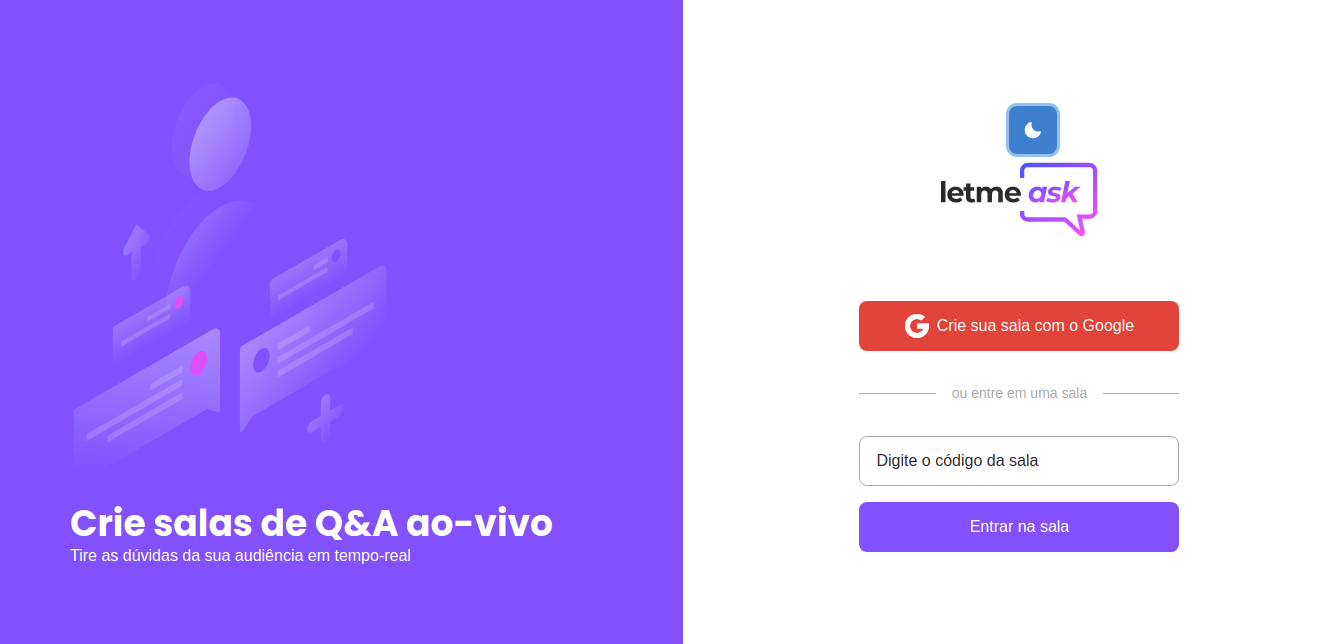 Crie salas de Q&A ao-vivo
Tire as dúvidas da sua audiência em tempo-real
letmeask
Crie sua sala com o Google
ou entre em uma sala
Digite o código da sala
Entrar na sala